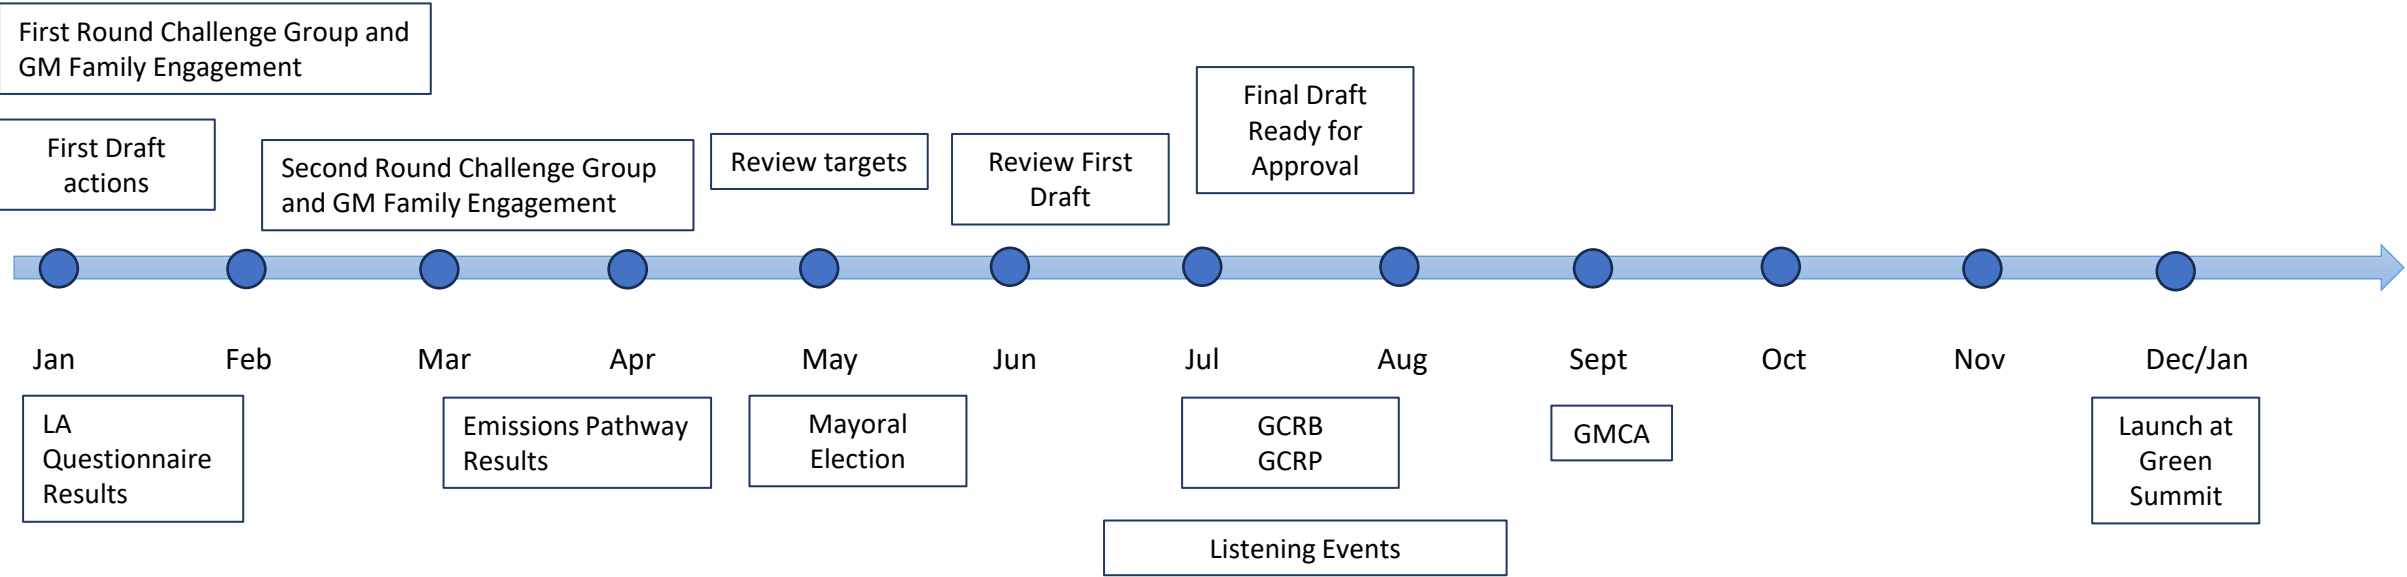 First Round Challenge Group and
GM Family Engagement
First Draft
actions
Second Round Challenge Group
and GM Family Engagement
Review targets
Review First
Draft
Final Draft
Ready for
Approval
Jan
Feb
Mar
Apr
May
Jun
Jul
Aug
Sept
Oct
Nov
Dec/Jan
LA
Questionnaire
Results
Emissions Pathway
Results
Mayoral
Election
GCRB
GCRP
GMCA
Launch at
Green
Summit
Listening Events